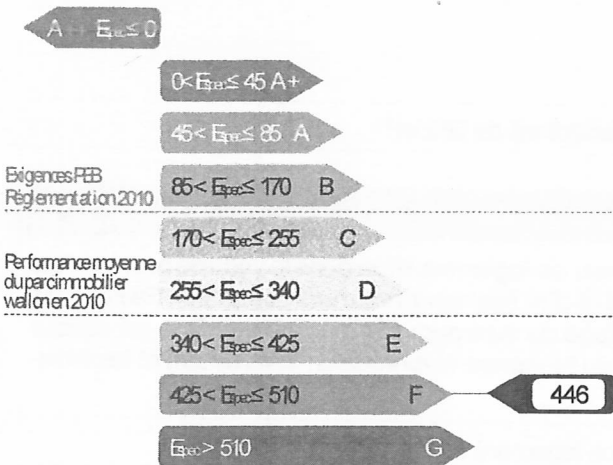 A++ Espec≤ 0
0< Espec≤ 45 A+
45< Espec≤ 85 A
Exigences PEB
Réglementation 2010
85< Espec≤ 170 B
170< Espec≤ 255 C
Performance moyenne
du parc immobilier
wallon en 2010
255< Espec≤ 340 D
340< Espec≤ 425 E
425< Espec≤ 510 F
446
Espec> 510 G